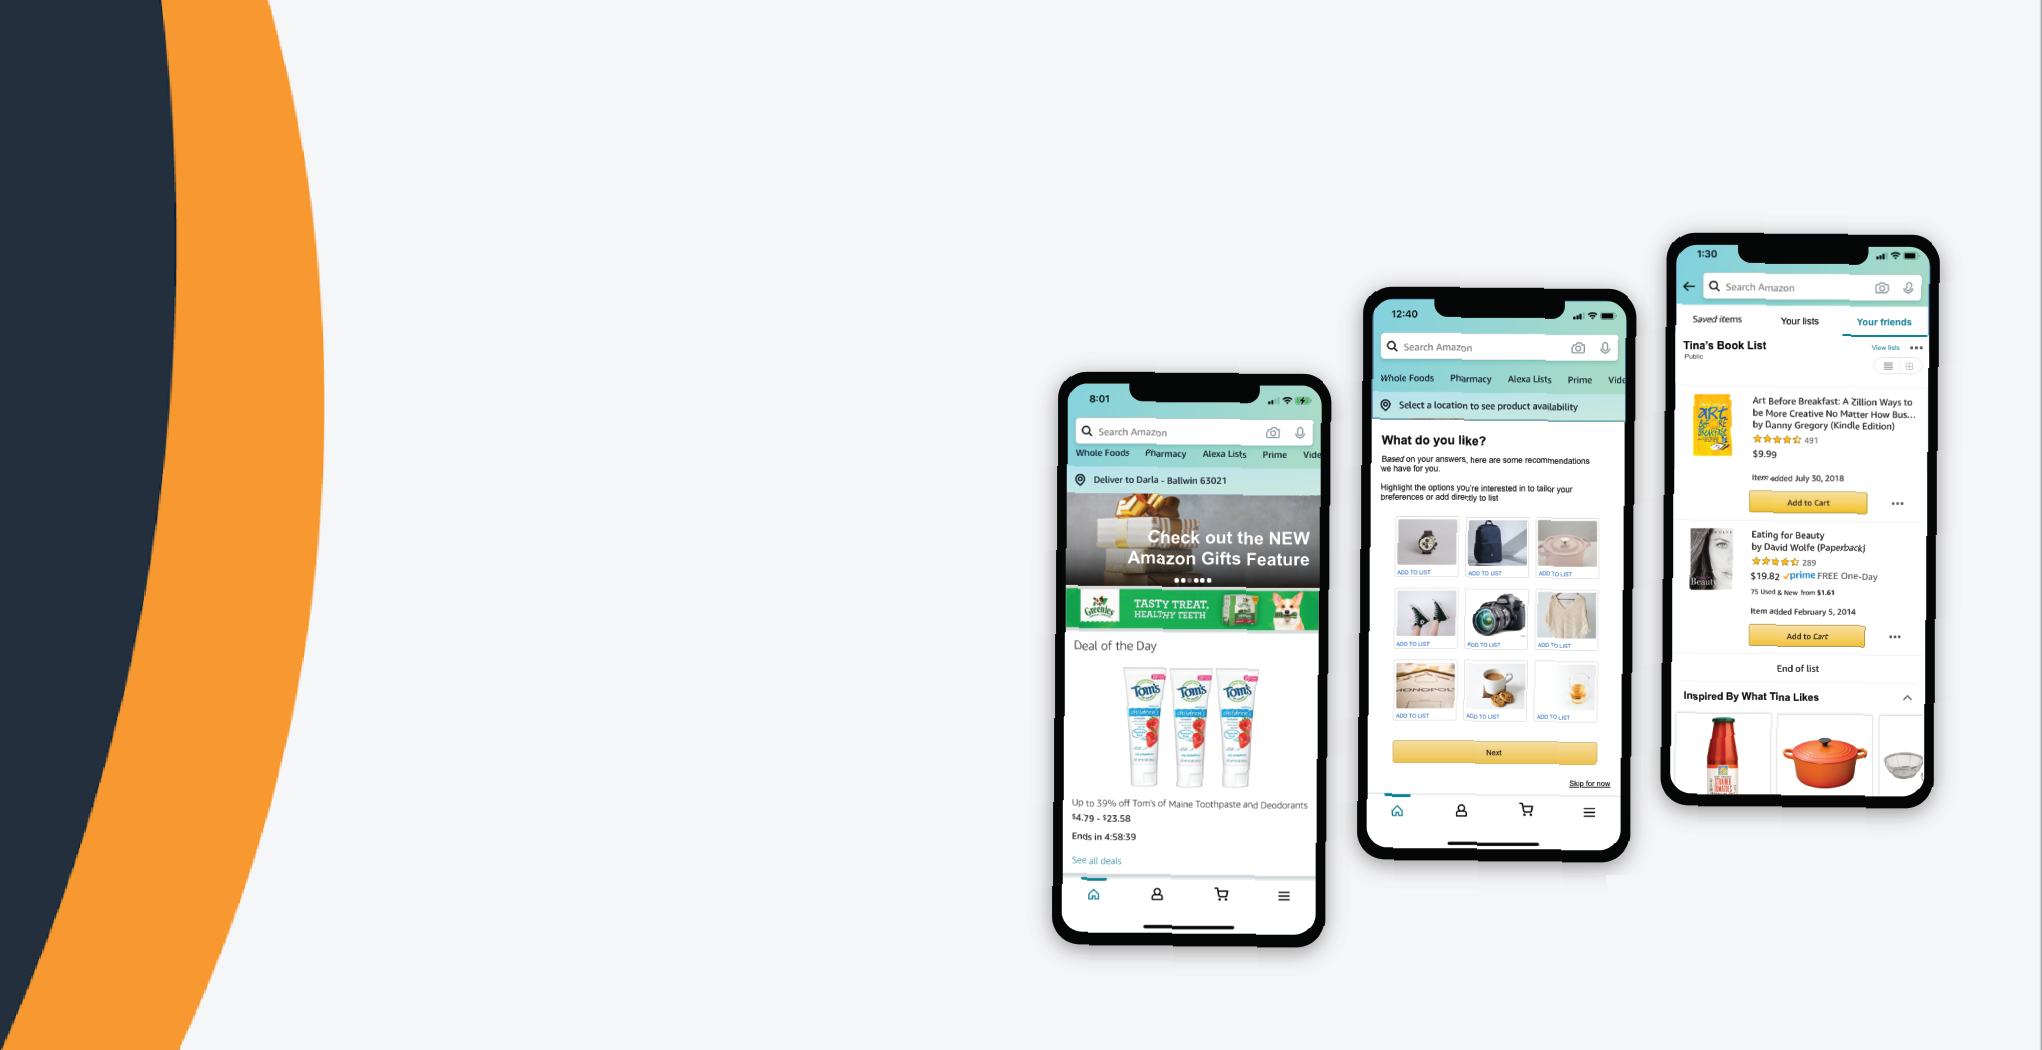 8:01
Search Amazon
Whole Foods Pharmacy Alexa Lists Prime Vide
Deliver to Darla - Ballwin 63021
Check out the NEW
Amazon Gifts Feature
Greenies
TASTY TREAT,
HEALTHY TEETH
Deal of the Day
Tom's Tom's Tom's
children's children's children's
Up to 39% off Tom's of Maine Toothpaste and Deodorants
$4.79 - $23.58
Ends in 4:58:39
See all deals
12:40
Search Amazon
Whole Foods Pharmacy Alexa Lists Prime Vide
Select a location to see product availability
What do you like?
Based on your answers, here are some recommendations
we have for you.
Highlight the options you're interested in to tailor your
preferences or add directly to list
ADD TO LIST ADD TO LIST ADD TO LIST
ADD TO LIST ADD TO LIST ADD TO LIST
MONOPOLY
ADD TO LIST ADD TO LIST ADD TO LIST
Next
Skip for now
1:30
Search Amazon
Saved items Your lists Your friends
Tina's Book List
View lists
Public
ART
BEFORE
BREAKFAST
Art Before Breakfast: A Zillion Ways to
be More Creative No Matter How Bus...
by Danny Gregory (Kindle Edition)
491
$9.99
Item added July 30, 2018
Add to Cart
Beauty
Eating for Beauty
by David Wolfe (Paperback)
289
$19.82 prime FREE One-Day
75 Used & New from $1.61
Item added February 5, 2014
Add to Cart
End of list
Inspired By What Tina Likes